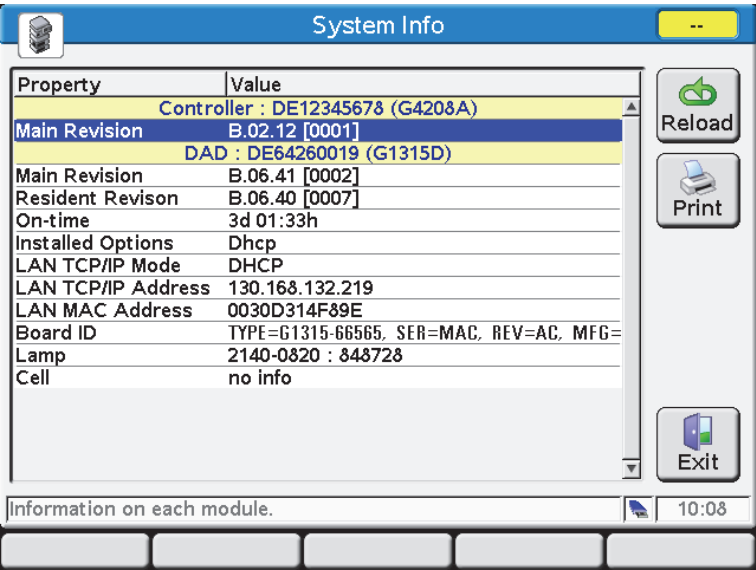 System Info
--
Property Value
Controller : DE12345678 (G4208A)
Main Revision B.02.12 [0001]
DAD : DE64260019 (G1315D)
Main Revision B.06.41 [0002]
Resident Revison B.06.40 [0007]
On-time 3d 01:33h
Installed Options Dhcp
LAN TCP/IP Mode DHCP
LAN TCP/IP Address 130.168.132.219
LAN MAC Address 0030D314F89E
Board ID TYPE=G1315-66565, SER=MAC, REV=AC, MFG=
Lamp 2140-0820 : 848728
Cell no info
Reload
Print
Exit
Information on each module.
10:08